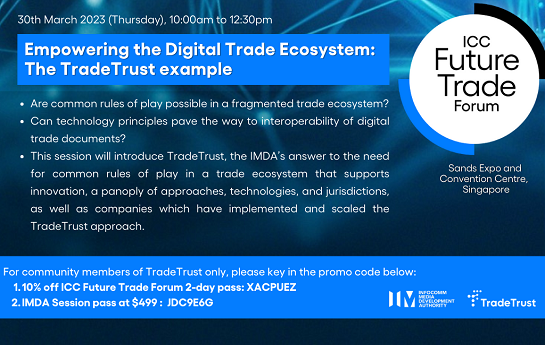 30th March 2023 (Thursday), 10:00am to 12:30pm
Empowering the Digital Trade Ecosystem:
The TradeTrust example
ICC
Future
Trade
Forum
Sands Expo and
Convention Centre,
Singapore
• Are common rules of play possible in a fragmented trade ecosystem?
• Can technology principles pave the way to interoperability of digital
trade documents?
• This session will introduce TradeTrust, the IMDA's answer to the need
for common rules of play in a trade ecosystem that supports
innovation, a panoply of approaches, technologies, and jurisdictions,
as well as companies which have implemented and scaled the
TradeTrust approach.
For community members of TradeTrust only, please key in the promo code below:
1. 10% off ICC Future Trade Forum 2-day pass: XACPUEZ
2. IMDA Session pass at $499 : JDC9E6G
INFOCOMM
MEDIA
DEVELOPMENT
AUTHORITY
TradeTrust